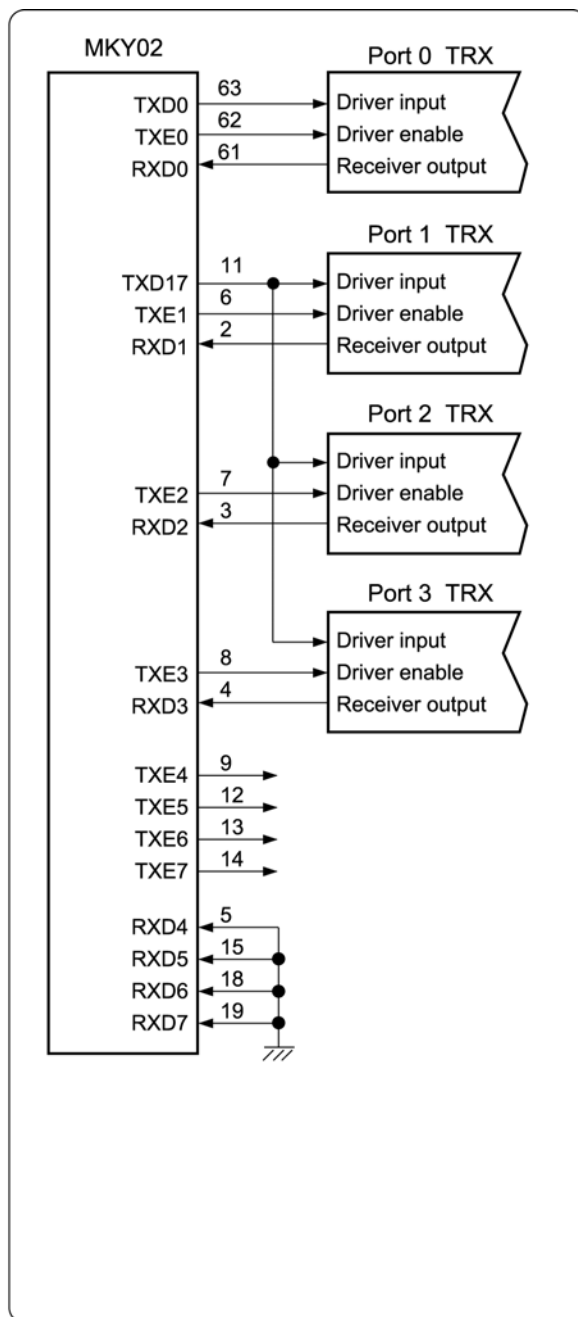 MKY02
Port 0 TRX
TXD0 63 Driver input
TXE0 62 Driver enable
RXD0 61 Receiver output
Port 1 TRX
TXD17 11 Driver input
TXE1 6 Driver enable
RXD1 2 Receiver output
Port 2 TRX
Driver input
TXE2 7 Driver enable
RXD2 3 Receiver output
Port 3 TRX
Driver input
TXE3 8 Driver enable
RXD3 4 Receiver output
TXE4 9
TXE5 12
TXE6 13
TXE7 14
RXD4 5
RXD5 15
RXD6 18
RXD7 19